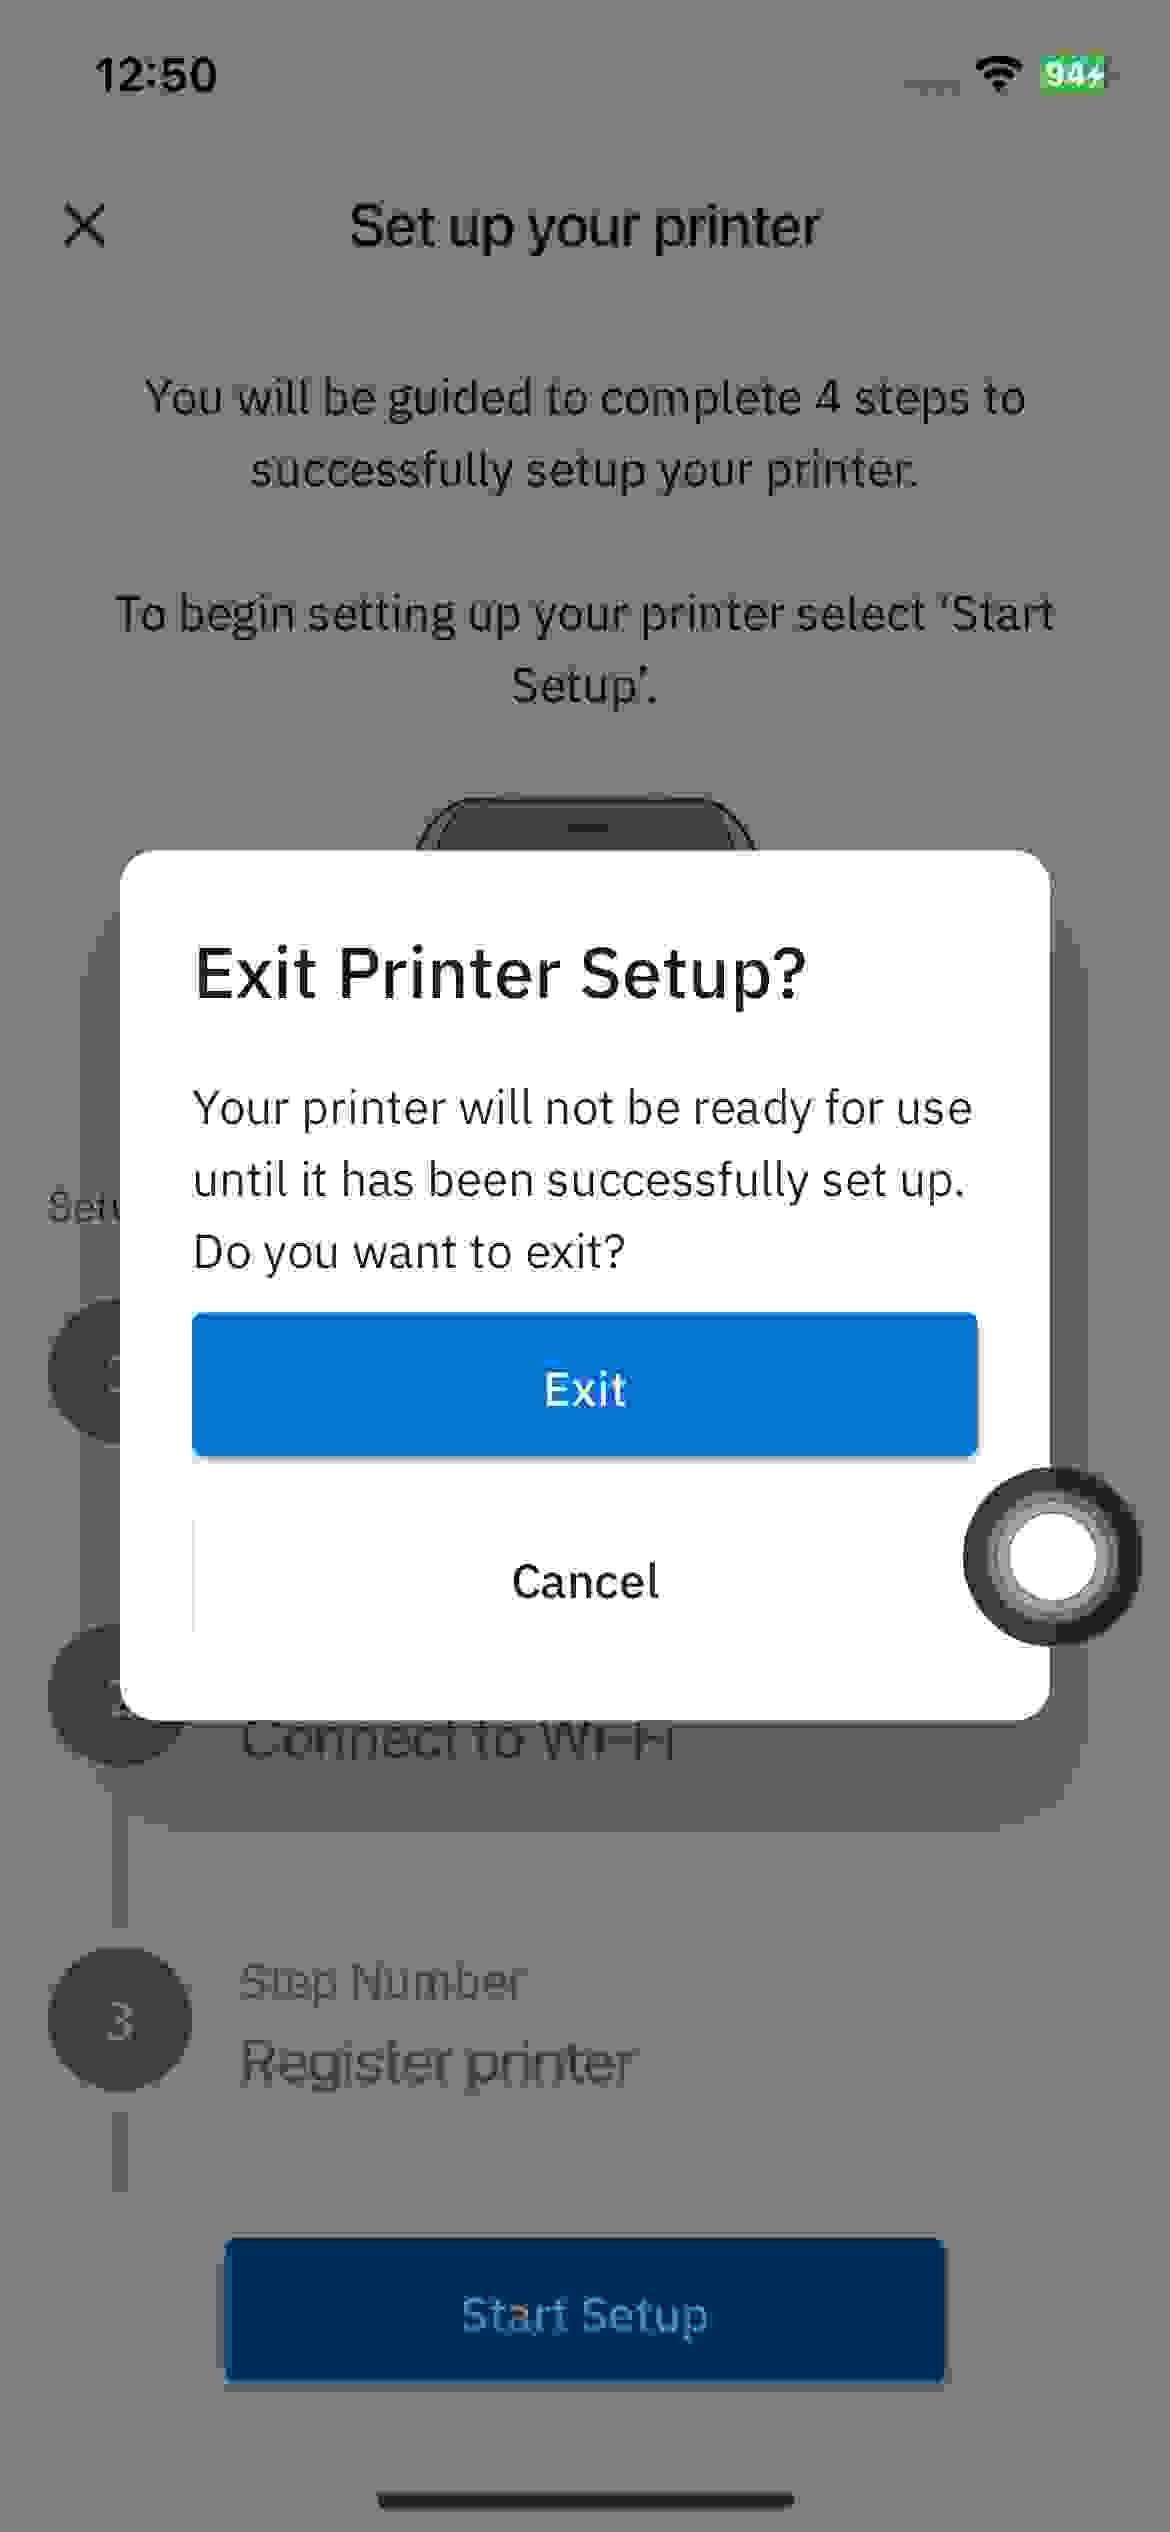 12:50
94
Set up your printer
You will be guided to complete 4 steps to
successfully setup your printer.
To begin setting up your printer select ‘Start
Setup’.
Exit Printer Setup?
Your printer will not be ready for use
until it has been successfully set up.
Do you want to exit?
Exit
Cancel
Connect to Wi-Fi
3
Step Number
Register printer
Start Setup